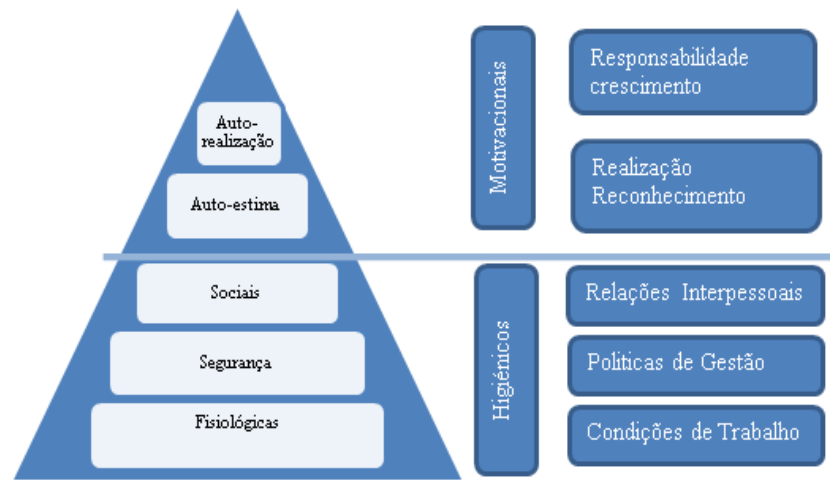 Auto-
realização
Auto-estima
Sociais
Segurança
Fisiológicas
Motivacionais
Responsabilidade
crescimento
Realização
Reconhecimento
Higiénicos
Relações Interpessoais
Politicas de Gestão
Condições de Trabalho